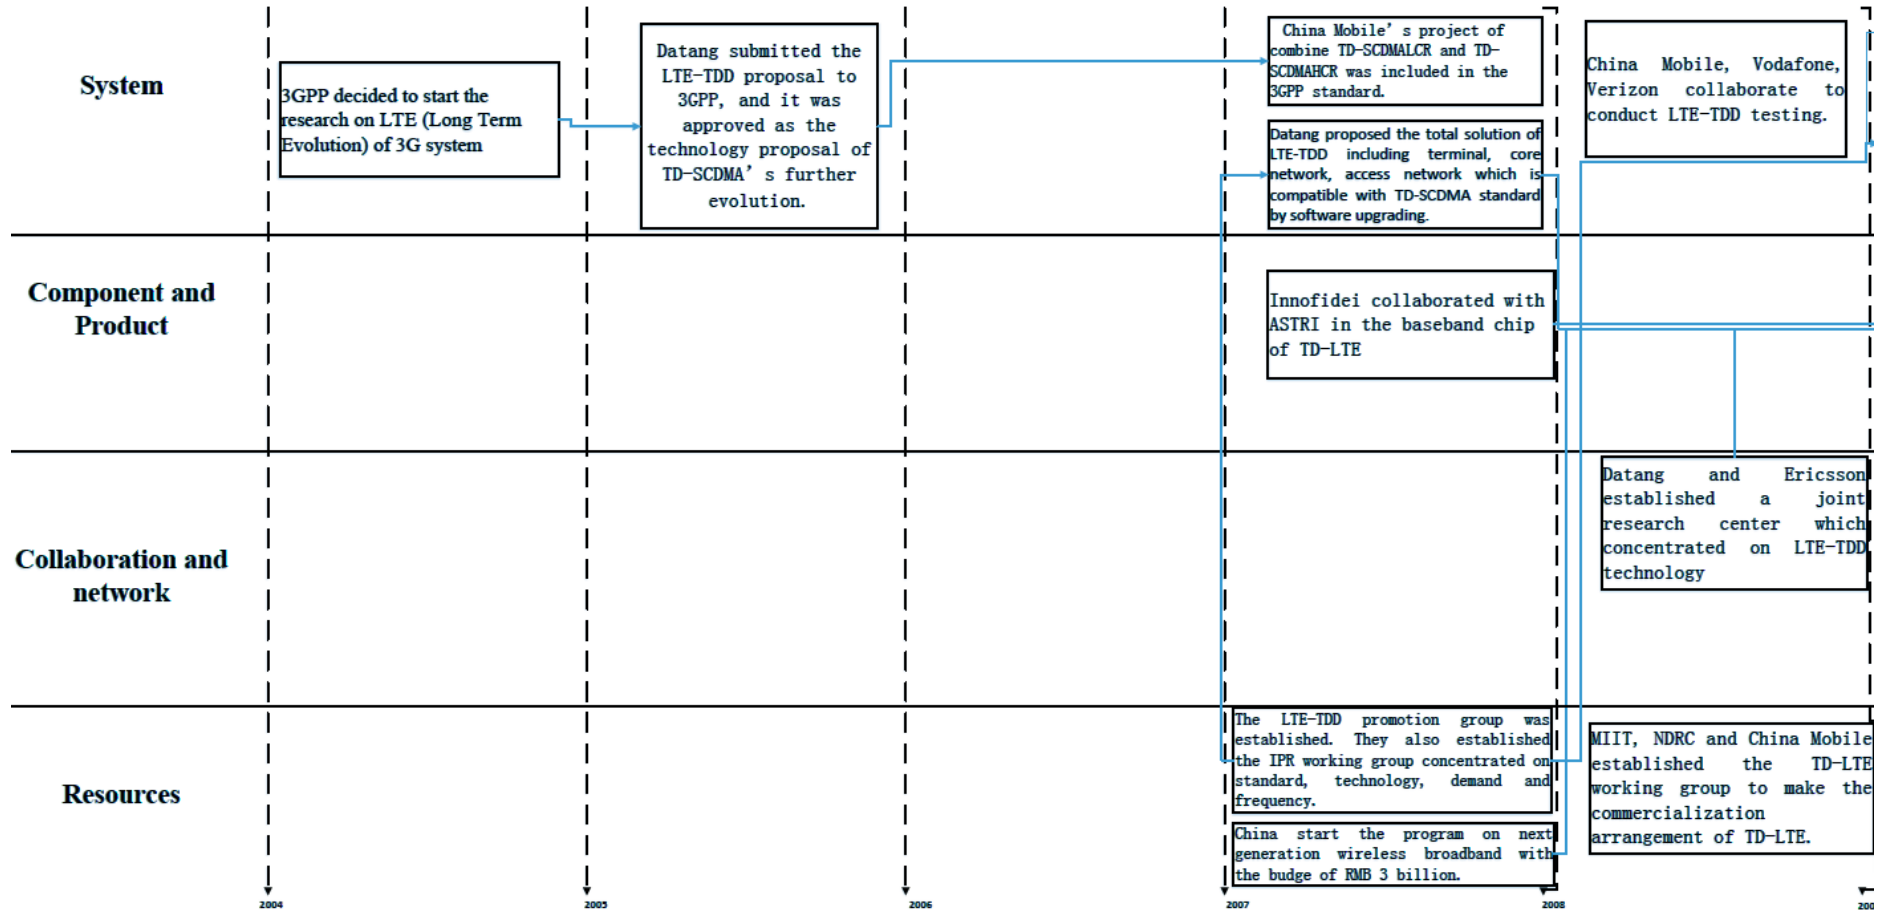 System
3GPP decided to start the
research on LTE (Long Term
Evolution) of 3G system
Datang submitted the
LTE-TDD proposal to
3GPP, and it was
approved as the
technology proposal of
TD-SCDMA’s further
evolution.
China Mobile’s project of
combine TD-SCDMALCR and TD-
SCDMAHCR was included in the
3GPP standard.
Datang proposed the total solution of
LTE-TDD including terminal, core
network, access network which is
compatible with TD-SCDMA standard
by software upgrading.
China Mobile, Vodafone,
Verizon collaborate to
conduct LTE-TDD testing.
Component and
Product
Innofidei collaborated with
ASTRI in the baseband chip
of TD-LTE
Collaboration and
network
Datang and Ericsson
established a joint
research center which
concentrated on LTE-TDD
technology
Resources
The LTE-TDD promotion group was
established. They also established
the IPR working group concentrated on
standard, technology, demand and
frequency.
China start the program on next
generation wireless broadband with
the budge of RMB 3 billion.
MIIT, NDRC and China Mobile
established the TD-LTE
working group to make the
commercialization
arrangement of TD-LTE.
2004
2005
2006
2007
2008